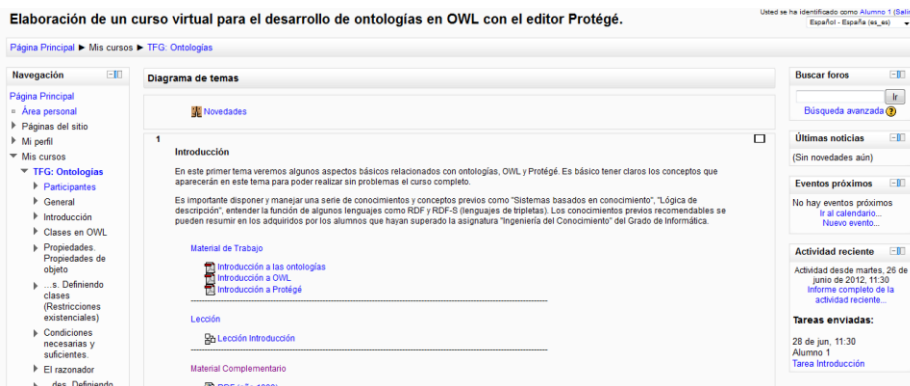 Elaboración de un curso virtual para el desarrollo de ontologías en OWL con el editor Protégé.
Usted se ha identificado como Alumno 1 (Salir
Español - España (es_es)
Página Principal ► Mis cursos ► TFG: Ontologías
Navegación
Página Principal
Área personal
Páginas del sitio
Mi perfil
Mis cursos
TFG: Ontologías
Participantes
General
Introducción
Clases en OWL
Propiedades.
Propiedades de
objeto
...s. Definiendo
clases
(Restricciones
existenciales)
Condiciones
necesarias y
suficientes.
El razonador
...des. Definiendo
Diagrama de temas
Novedades
1
Introducción
En este primer tema veremos algunos aspectos básicos relacionados con ontologías, OWL y Protégé. Es básico tener claros los conceptos que
aparecerán en este tema para poder realizar sin problemas el curso completo.
Es importante disponer y manejar una serie de conocimientos y conceptos previos como "Sistemas basados en conocimiento", "Lógica de
descripción", entender la función de algunos lenguajes como RDF y RDF-S (lenguajes de tripletas). Los conocimientos previos recomendables se
pueden resumir en los adquiridos por los alumnos que hayan superado la asignatura "Ingeniería del Conocimiento" del Grado de Informática.
Material de Trabajo
Introducción a las ontologías
Introducción a OWL
Introducción a Protégé
Lección
Lección Introducción
Material Complementario
Buscar foros
Ir
Búsqueda avanzada
Últimas noticias
(Sin novedades aún)
Eventos próximos
No hay eventos próximos
Ir al calendario...
Nuevo evento...
Actividad reciente
Actividad desde martes, 26 de
junio de 2012, 11:30
Informe completo de la
actividad reciente...
Tareas enviadas:
28 de jun, 11:30
Alumno 1
Tarea Introducción